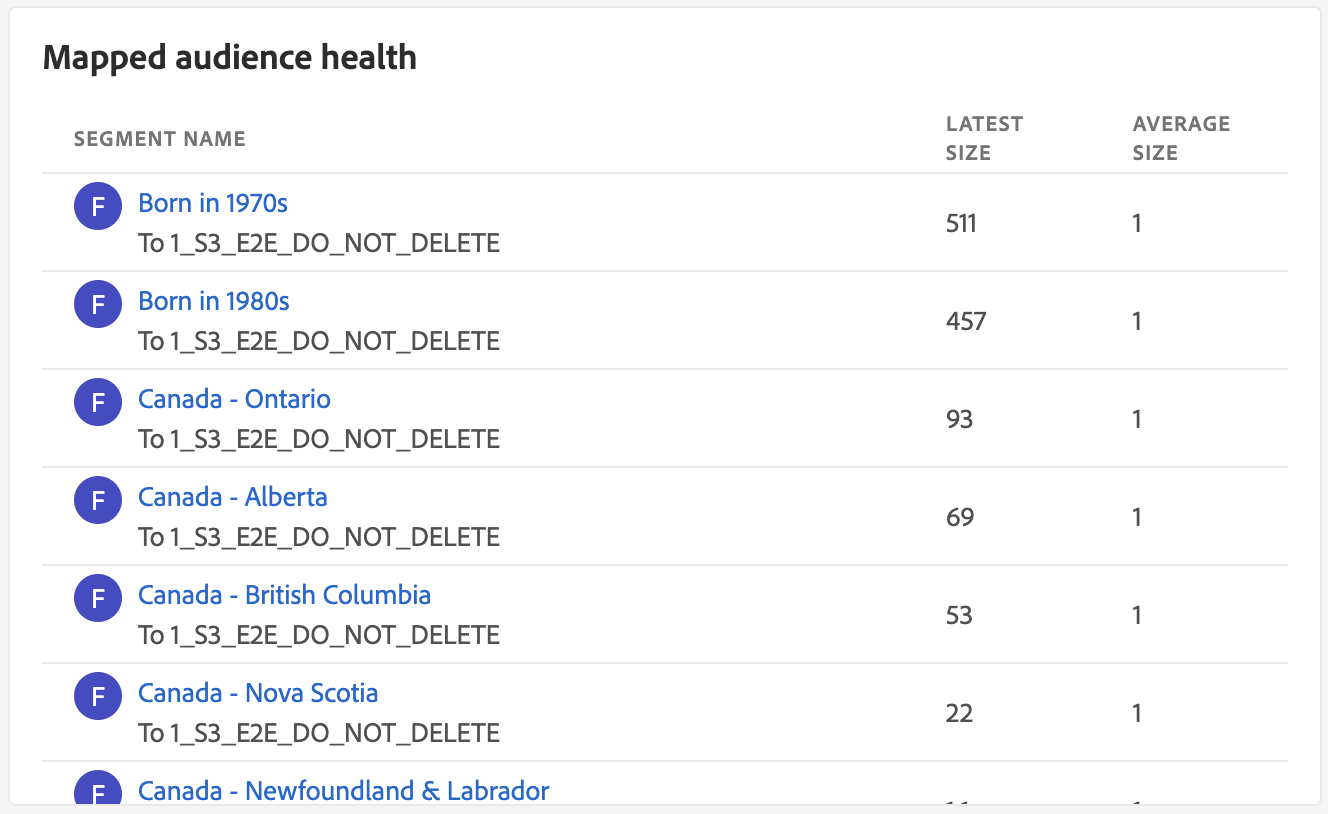 Mapped audience health
SEGMENT NAME
LATEST SIZE
AVERAGE SIZE
F
Born in 1970s
To 1_S3_E2E_DO_NOT_DELETE
511
1
F
Born in 1980s
To 1_S3_E2E_DO_NOT_DELETE
457
1
F
Canada - Ontario
To 1_S3_E2E_DO_NOT_DELETE
93
1
F
Canada - Alberta
To 1_S3_E2E_DO_NOT_DELETE
69
1
F
Canada - British Columbia
To 1_S3_E2E_DO_NOT_DELETE
53
1
F
Canada - Nova Scotia
To 1_S3_E2E_DO_NOT_DELETE
22
1
F
Canada - Newfoundland & Labrador